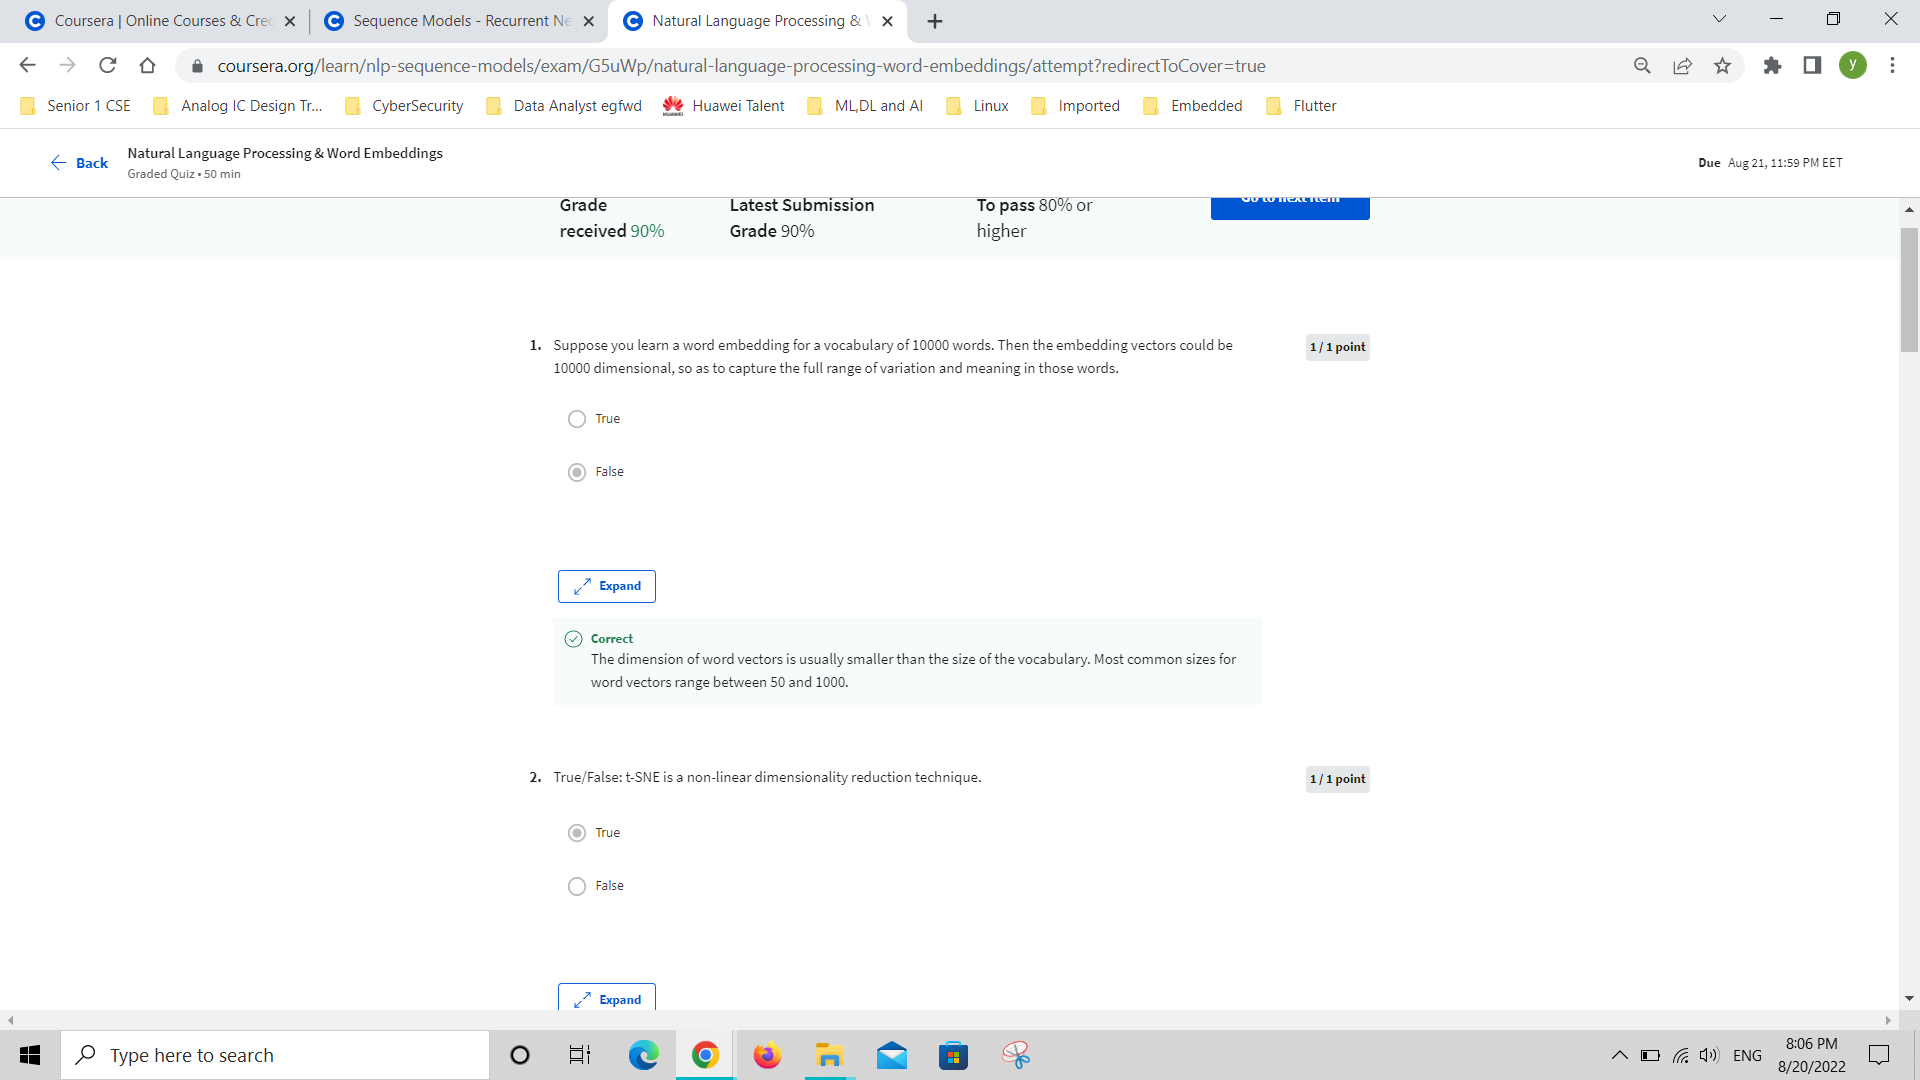 Coursera | Online Courses & Cre
Sequence Models - Recurrent Ne
Natural Language Processing &
coursera.org/learn/nlp-sequence-models/exam/G5uWp/natural-language-processing-word-embeddings/attempt?redirectToCover=true
y
Senior 1 CSE
Analog IC Design Tr...
CyberSecurity
Data Analyst egfwd
Huawei Talent
ML,DL and AI
Linux
Imported
Embedded
Flutter
Back
Natural Language Processing & Word Embeddings
Graded Quiz • 50 min
Due Aug 21, 11:59 PM EET
Grade
received 90%
Latest Submission
Grade 90%
To pass 80% or
higher
Go to next item
1. Suppose you learn a word embedding for a vocabulary of 10000 words. Then the embedding vectors could be
10000 dimensional, so as to capture the full range of variation and meaning in those words.
1 / 1 point
True
False
Expand
Correct
The dimension of word vectors is usually smaller than the size of the vocabulary. Most common sizes for
word vectors range between 50 and 1000.
2. True/False: t-SNE is a non-linear dimensionality reduction technique.
1 / 1 point
True
False
Expand
Type here to search
ENG
8:06 PM
8/20/2022